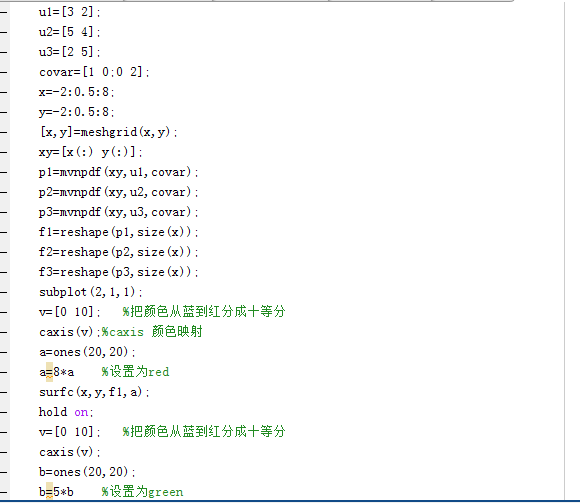 u1=[3 2];
u2=[5 4];
u3=[2 5];
covar=[1 0;0 2];
x=-2:0.5:8;
y=-2:0.5:8;
[x,y]=meshgrid(x,y);
xy=[x(:) y(:)];
p1=mvnpdf(xy,u1,covar);
p2=mvnpdf(xy,u2,covar);
p3=mvnpdf(xy,u3,covar);
f1=reshape(p1,size(x));
f2=reshape(p2,size(x));
f3=reshape(p3,size(x));
subplot(2,1,1);
v=[0 10];   %把颜色从蓝到红分成十等分
caxis(v);%caxis 颜色映射
a=ones(20,20);
a=8*a    %设置为red
surfc(x,y,f1,a);
hold on;
v=[0 10];   %把颜色从蓝到红分成十等分
caxis(v);
b=ones(20,20);
b=5*b    %设置为green